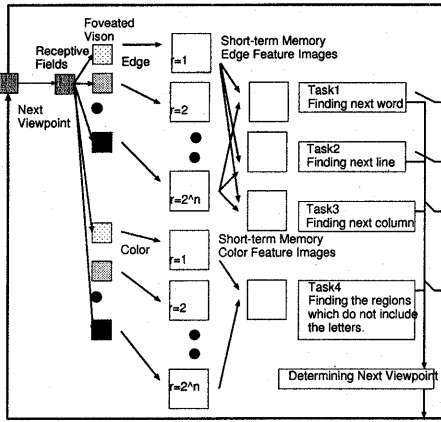 Foveated
Vison
Receptive
Fields
Edge
Next
Viewpoint
r=1
r=2
r=2^n
Short-term Memory
Edge Feature Images
Task1
Finding next word
Task2
Finding next line
Task3
Finding next column
Color
r=1
r=2
r=2^n
Short-term Memory
Color Feature Images
Task4
Finding the regions
which do not include
the letters.
Determining Next Viewpoint